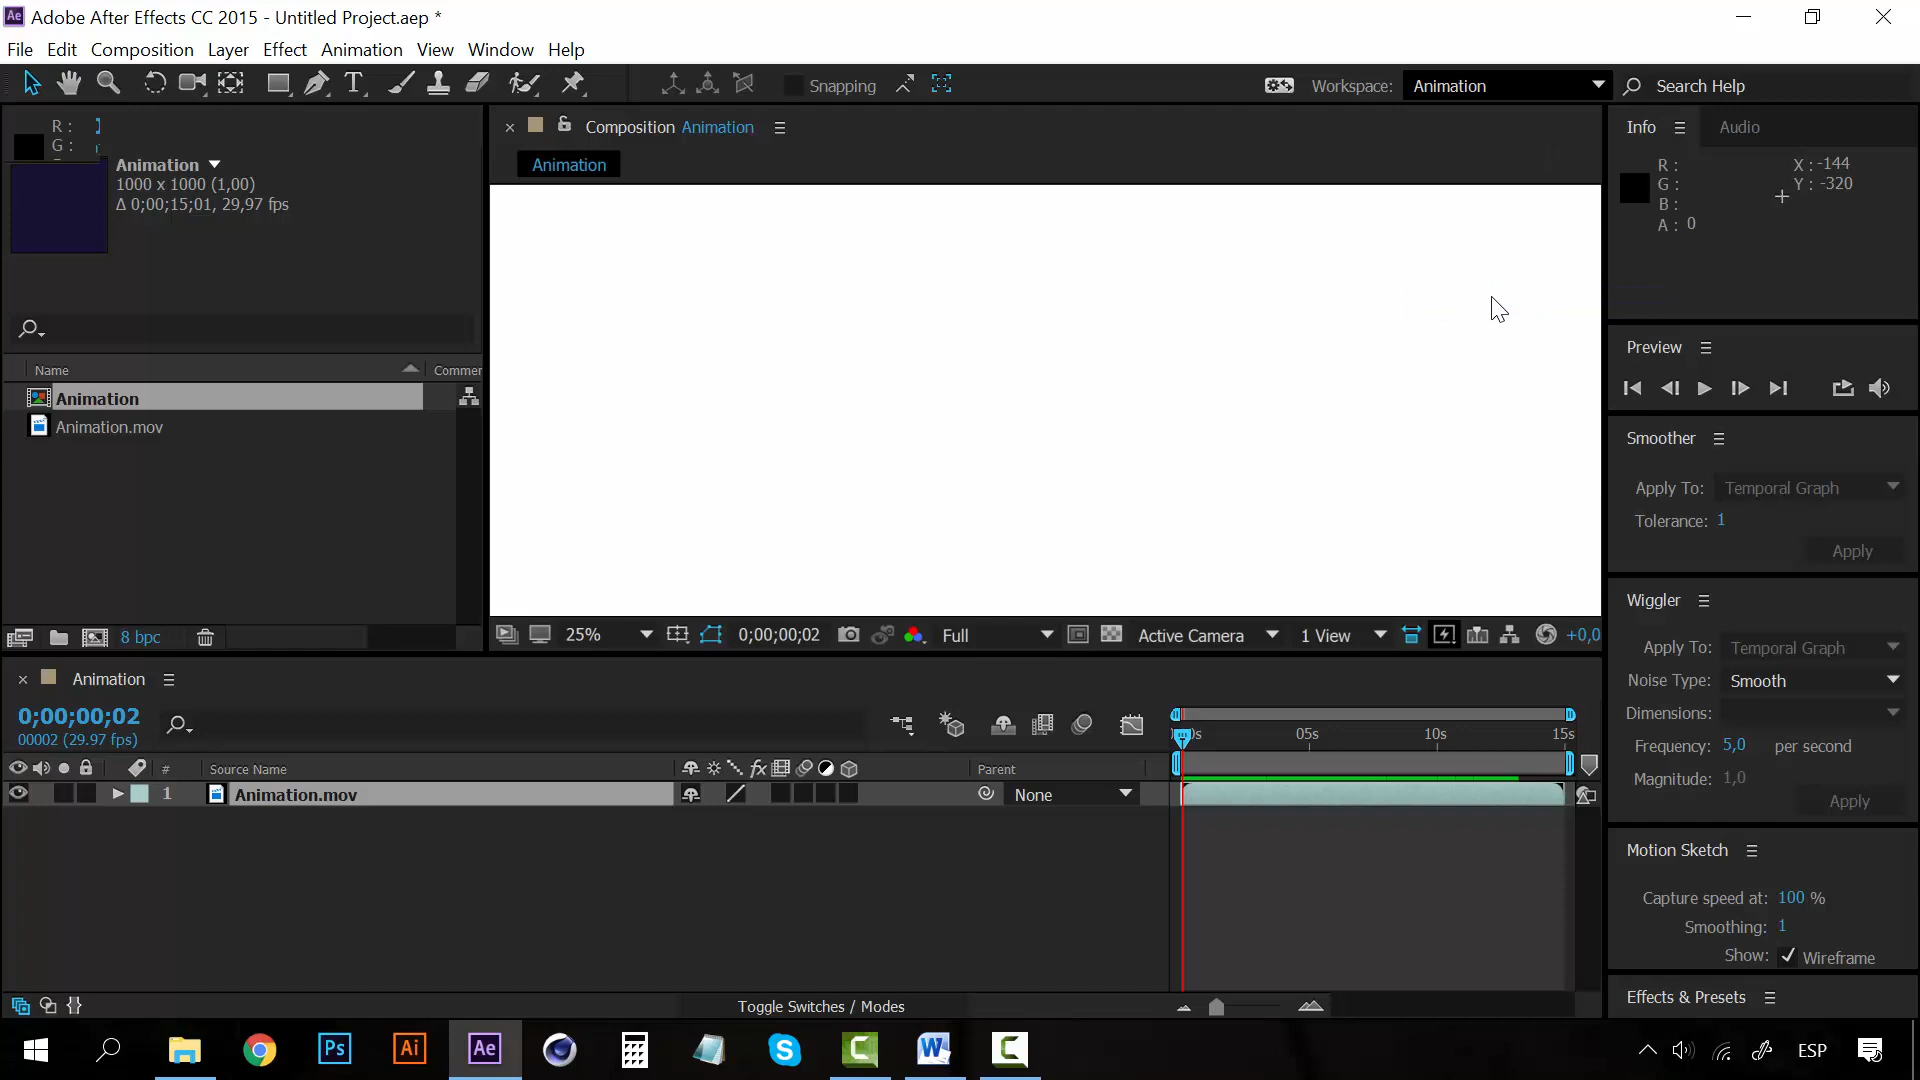 Adobe After Effects CC 2015 - Untitled Project.aep *
File Edit Composition Layer Effect Animation View Window Help
Snapping
Workspace: Animation
Search Help
R :
G :
Animation
1000 x 1000 (1,00)
Δ 0;00;15;01, 29,97 fps
Name
Commer
Animation
Animation.mov
8 bpc
Composition Animation
Animation
25%
0;00;00;02
Full
Active Camera
1 View
+0,0
Info
Audio
R :
G :
B :
A : 0
X : -144
Y : -320
Preview
Smoother
Apply To: Temporal Graph
Tolerance: 1
Apply
Wiggler
Apply To: Temporal Graph
Noise Type: Smooth
Dimensions:
Frequency: 5,0 per second
Magnitude: 1,0
Apply
Motion Sketch
Capture speed at: 100 %
Smoothing: 1
Show: Wireframe
Effects & Presets
Animation
0;00;00;02
00002 (29.97 fps)
0s 05s 10s 15s
# Source Name
fx
Parent
1 Animation.mov
None
Toggle Switches / Modes
Ps Ai Ae
ESP